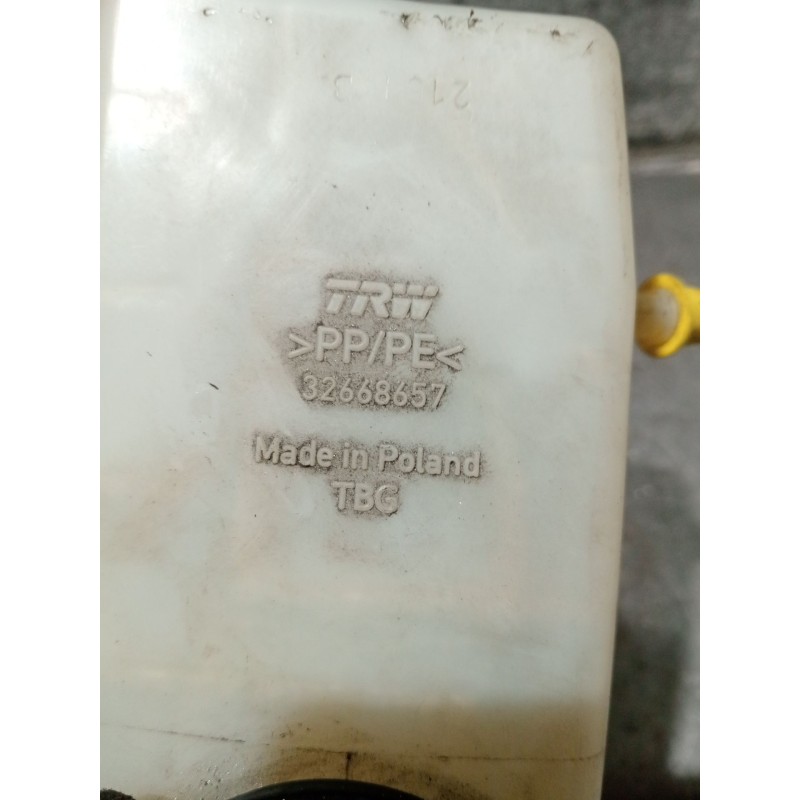 TRW
>PP/PE<
32668657
Made in Poland
TBG